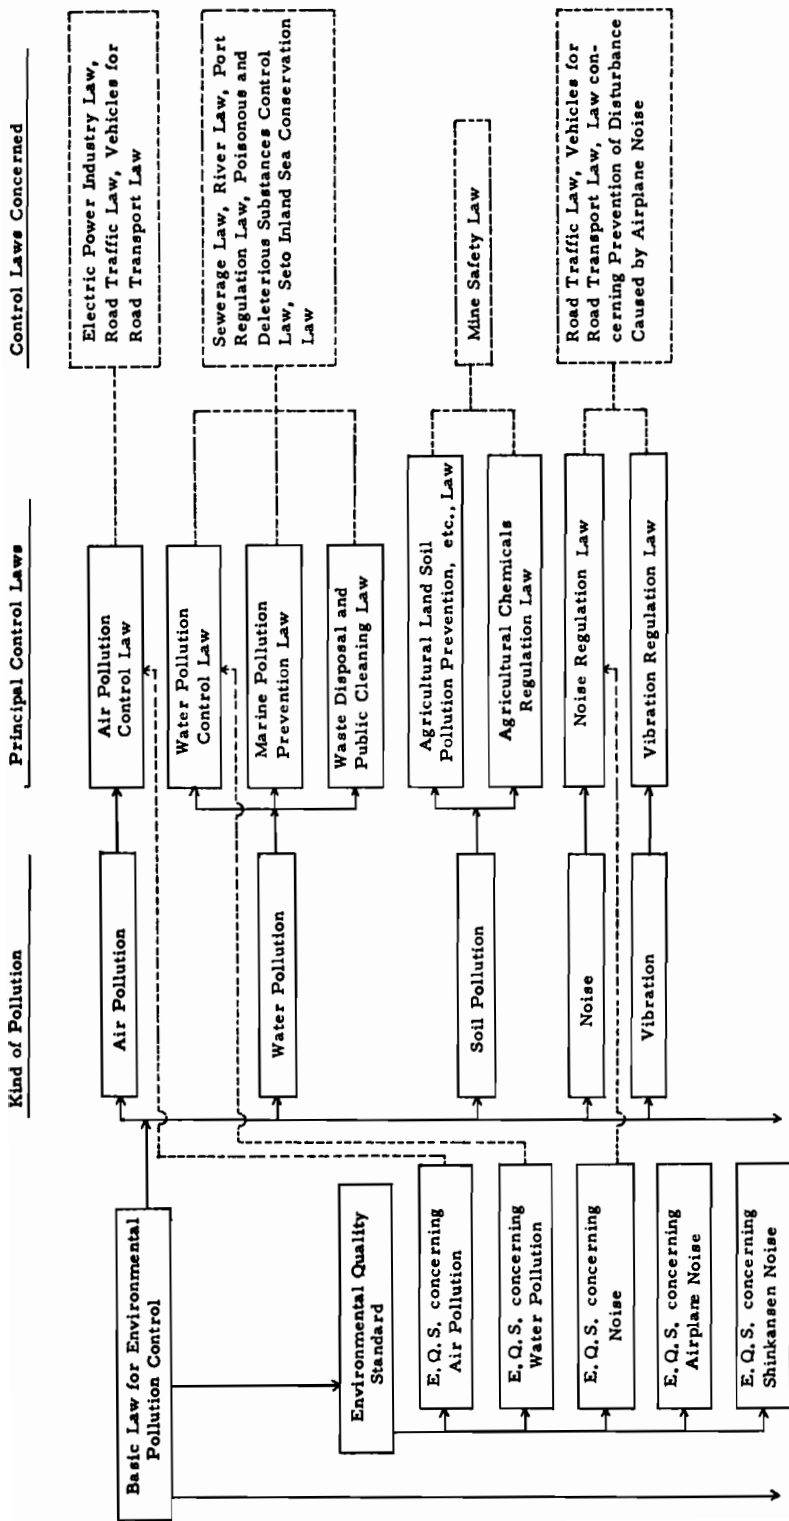 Kind of Pollution
Principal Control Laws
Control Laws Concerned
Basic Law for Environmental
Pollution Control
Environmental Quality
Standard
E. Q. S. concerning
Air Pollution
E. Q. S. concerning
Water Pollution
E. Q. S. concerning
Noise
E. Q. S. concerning
Airplane Noise
E. Q. S. concerning
Shinkansen Noise
Air Pollution
Water Pollution
Soil Pollution
Noise
Vibration
Air Pollution
Control Law
Water Pollution
Control Law
Marine Pollution
Prevention Law
Waste Disposal and
Public Cleaning Law
Agricultural Land Soil
Pollution Prevention, etc., Law
Agricultural Chemicals
Regulation Law
Noise Regulation Law
Vibration Regulation Law
Electric Power Industry Law,
Road Traffic Law, Vehicles for
Road Transport Law
Sewerage Law, River Law, Port
Regulation Law, Poisonous and
Deleterious Substances Control
Law, Seto Inland Sea Conservation
Law
Mine Safety Law
Road Traffic Law, Vehicles for
Road Transport Law, Law con-
cerning Prevention of Disturbance
Caused by Airplane Noise